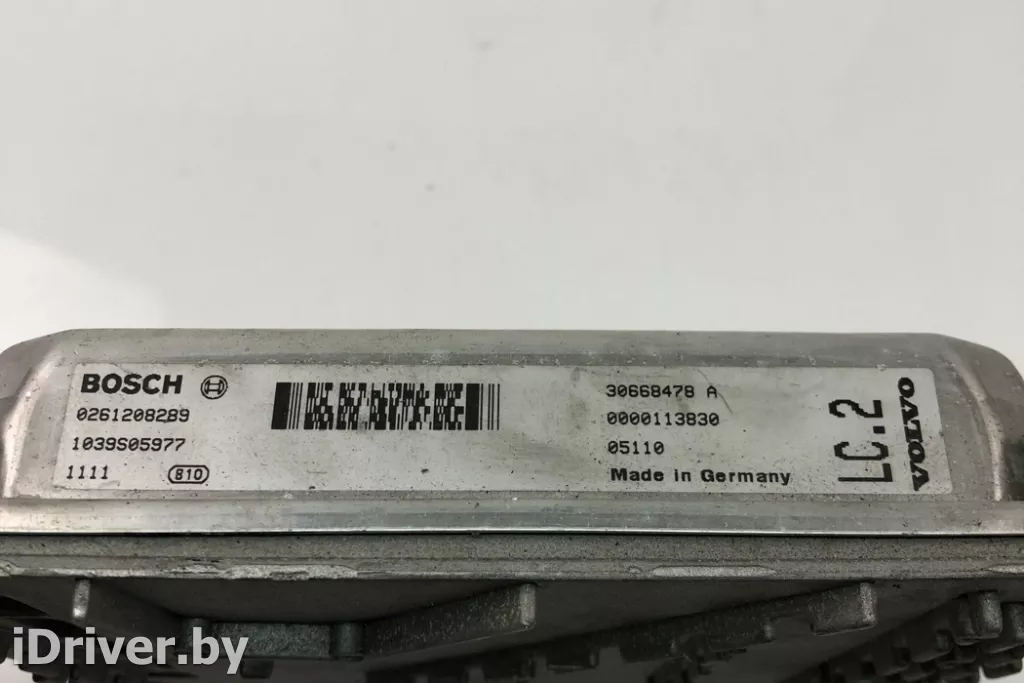 BOSCH
0261208289
1039S05977
1111 810
30668478 A
0000113830
05110
Made in Germany
LC.2
VOLVO
iDriver.by